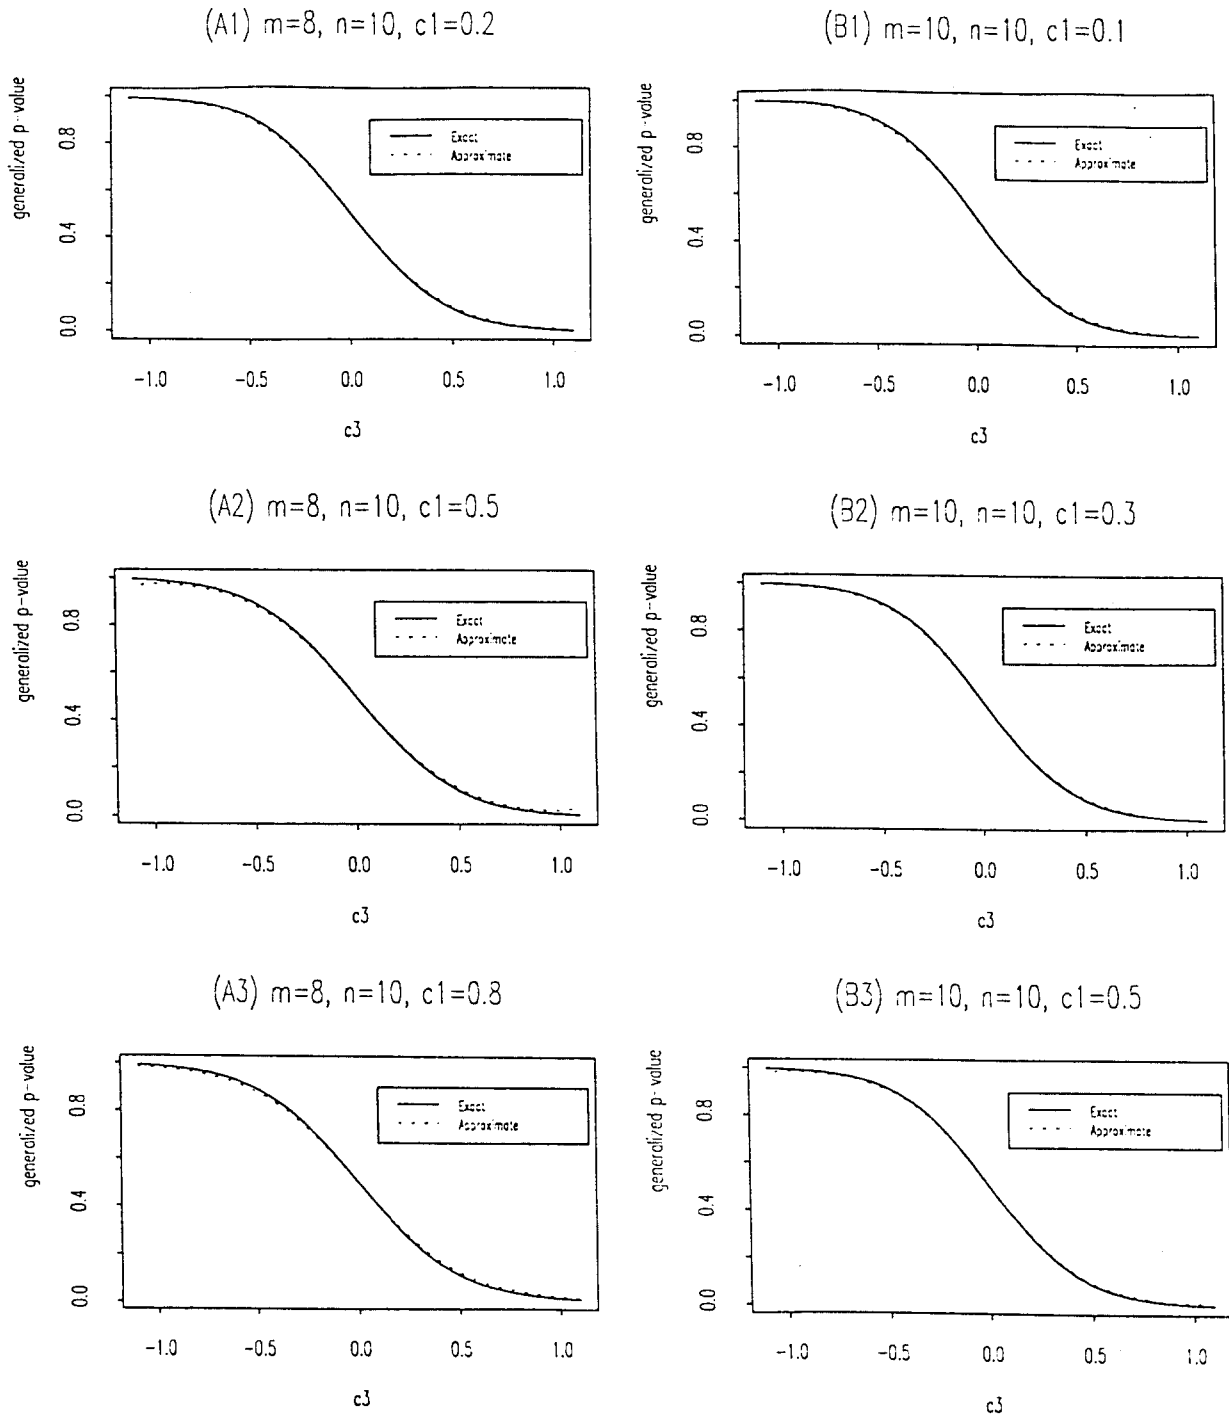 (A1) m=8, n=10, c1=0.2
generalized p-value
0.8
0.4
0.0
Exact
Approximate
-1.0 -0.5 0.0 0.5 1.0
c3
(B1) m=10, n=10, c1=0.1
generalized p-value
0.8
0.4
0.0
Exact
Approximate
-1.0 -0.5 0.0 0.5 1.0
c3
(A2) m=8, n=10, c1=0.5
generalized p-value
0.8
0.4
0.0
Exact
Approximate
-1.0 -0.5 0.0 0.5 1.0
c3
(B2) m=10, n=10, c1=0.3
generalized p-value
0.8
0.4
0.0
Exact
Approximate
-1.0 -0.5 0.0 0.5 1.0
c3
(A3) m=8, n=10, c1=0.8
generalized p-value
0.8
0.4
0.0
Exact
Approximate
-1.0 -0.5 0.0 0.5 1.0
c3
(B3) m=10, n=10, c1=0.5
generalized p-value
0.8
0.4
0.0
Exact
Approximate
-1.0 -0.5 0.0 0.5 1.0
c3